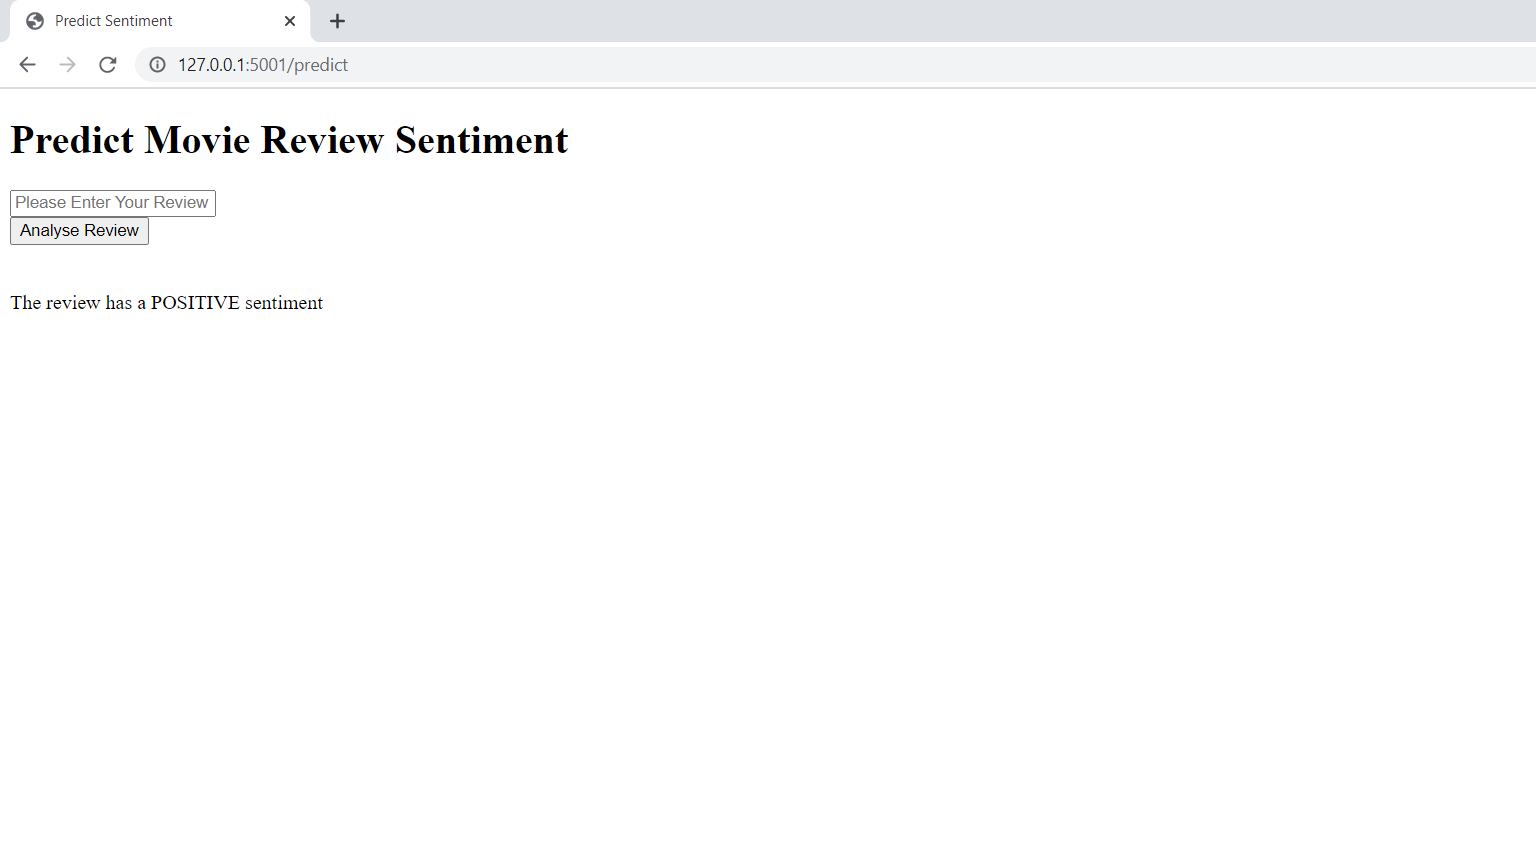 Predict Sentiment
127.0.0.1:5001/predict
Predict Movie Review Sentiment
Please Enter Your Review
Analyse Review
The review has a POSITIVE sentiment